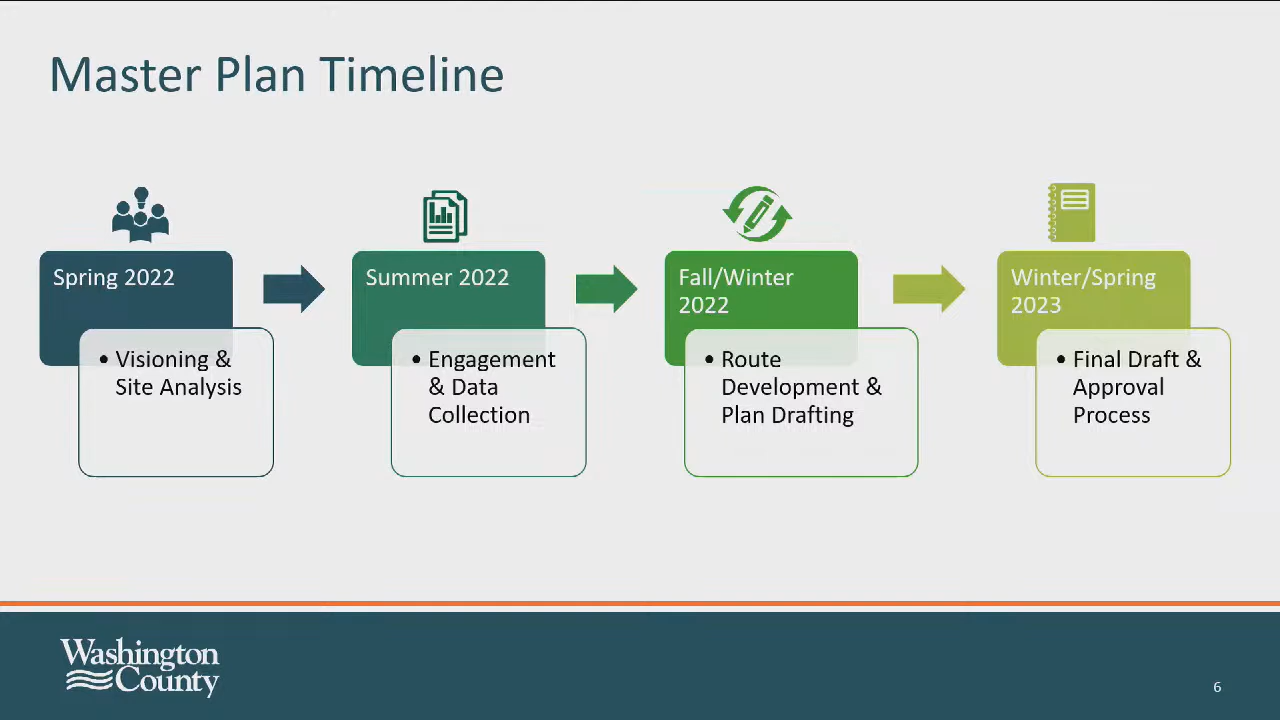 Master Plan Timeline
Spring 2022
• Visioning &
Site Analysis
Summer 2022
• Engagement
& Data
Collection
Fall/Winter
2022
• Route
Development &
Plan Drafting
Winter/Spring
2023
• Final Draft &
Approval
Process
Washington
County
6